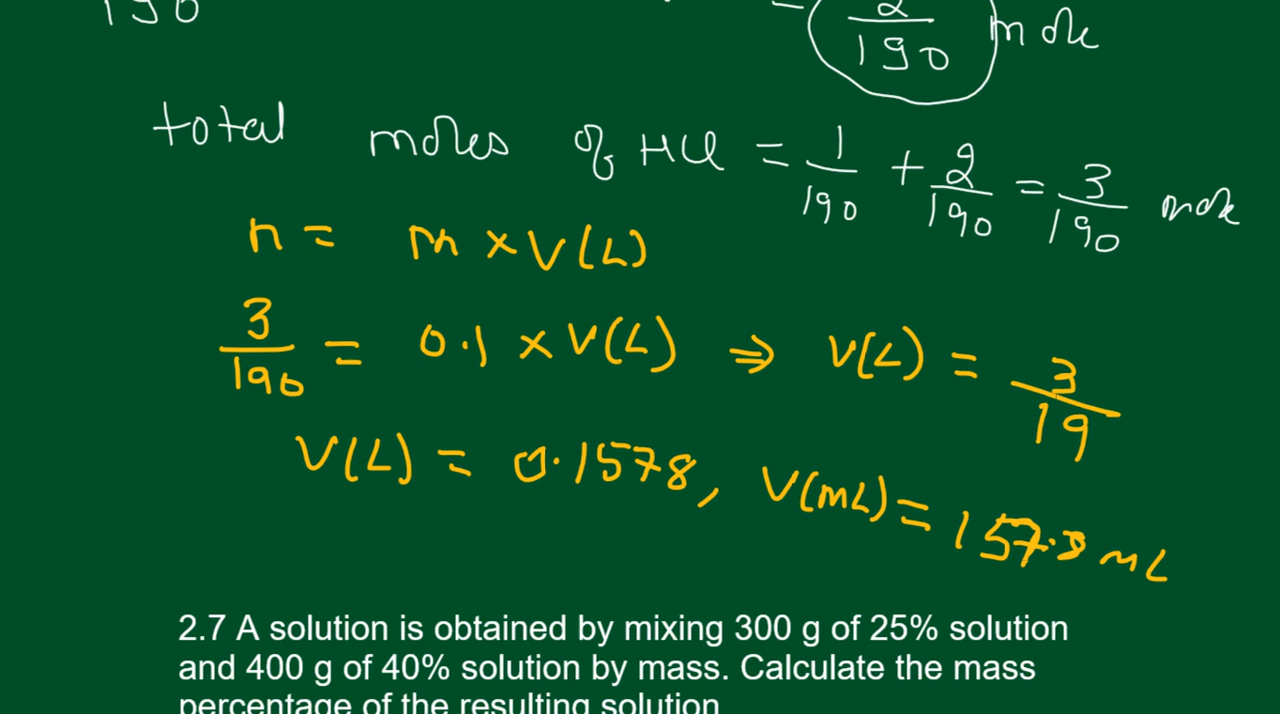 190
= 2/190 mole
total moles of HCl = 1/190 + 2/190 = 3/190 mole
n = m × V(L)
3/190 = 0.1 × V(L) ⇒ V(L) = 3/19
V(L) = 0.1578, V(mL) = 157.8 mL
2.7 A solution is obtained by mixing 300 g of 25% solution
and 400 g of 40% solution by mass. Calculate the mass
percentage of the resulting solution